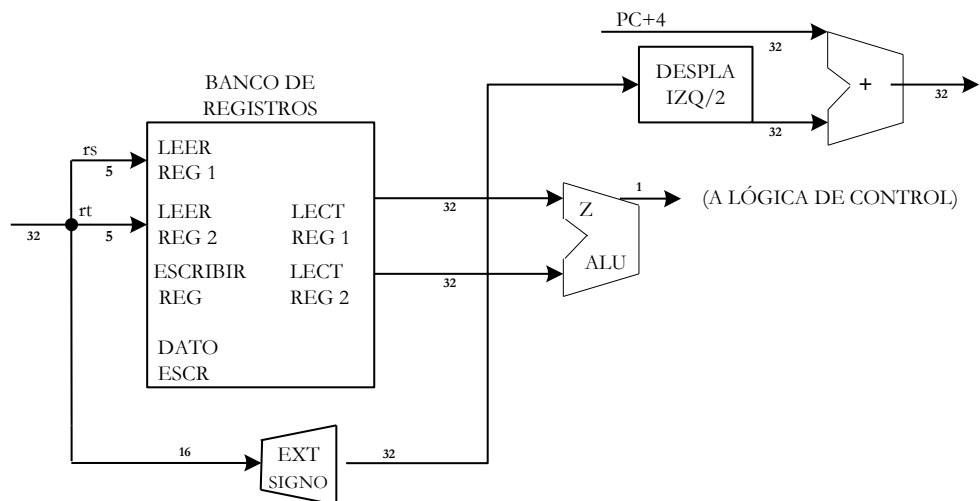 PC+4
32
BANCO DE
REGISTROS
DESPLA
IZQ/2
+
32
32
rs
5
LEER
REG 1
1
(A LÓGICA DE CONTROL)
32
rt
5
LEER
REG 2
LECT
REG 1
32
Z
ALU
ESCRIBIR
REG
LECT
REG 2
32
DATO
ESCR
16
EXT
SIGNO
32